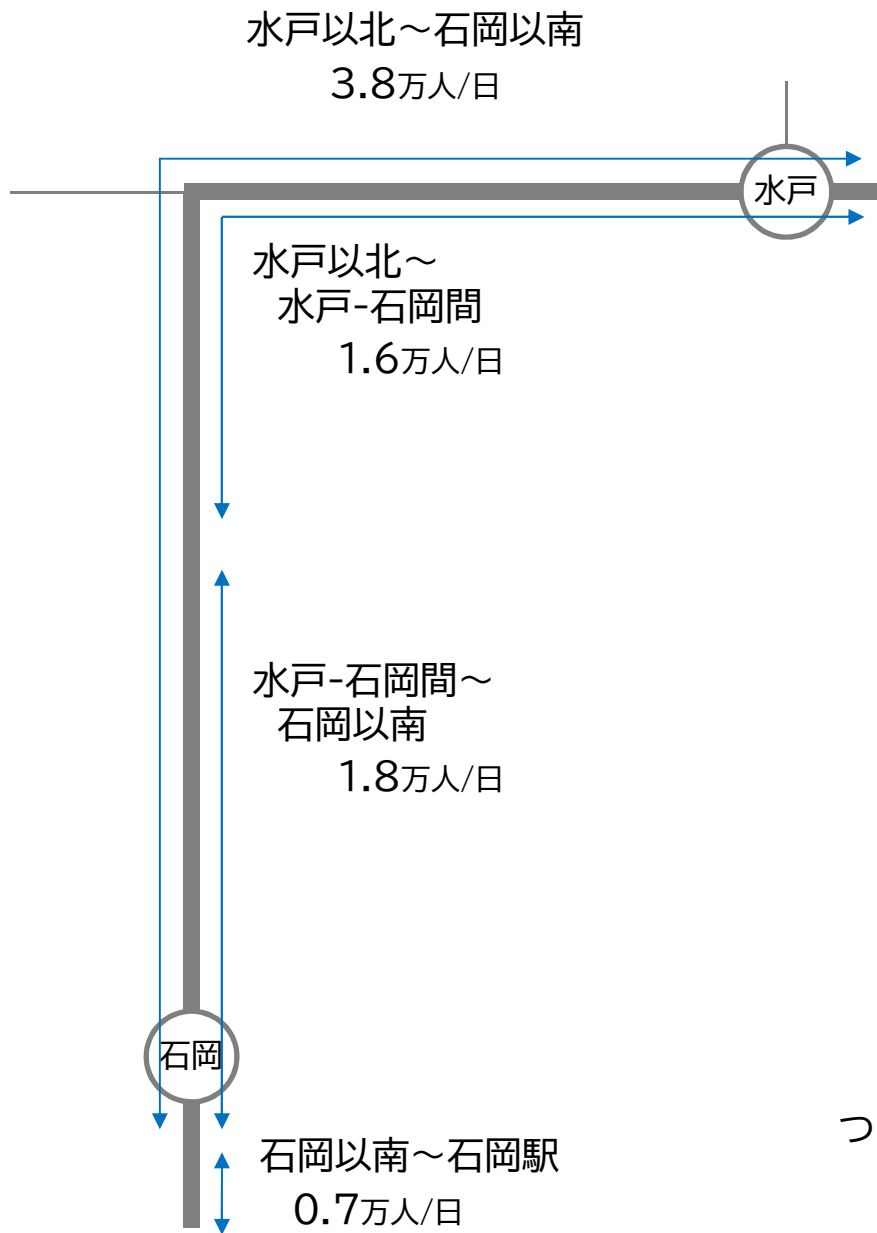 水戸以北～石岡以南
3.8万人/日
水戸
水戸以北～
水戸-石岡間
1.6万人/日
水戸-石岡間～
石岡以南
1.8万人/日
石岡
つ
石岡以南～石岡駅
0.7万人/日